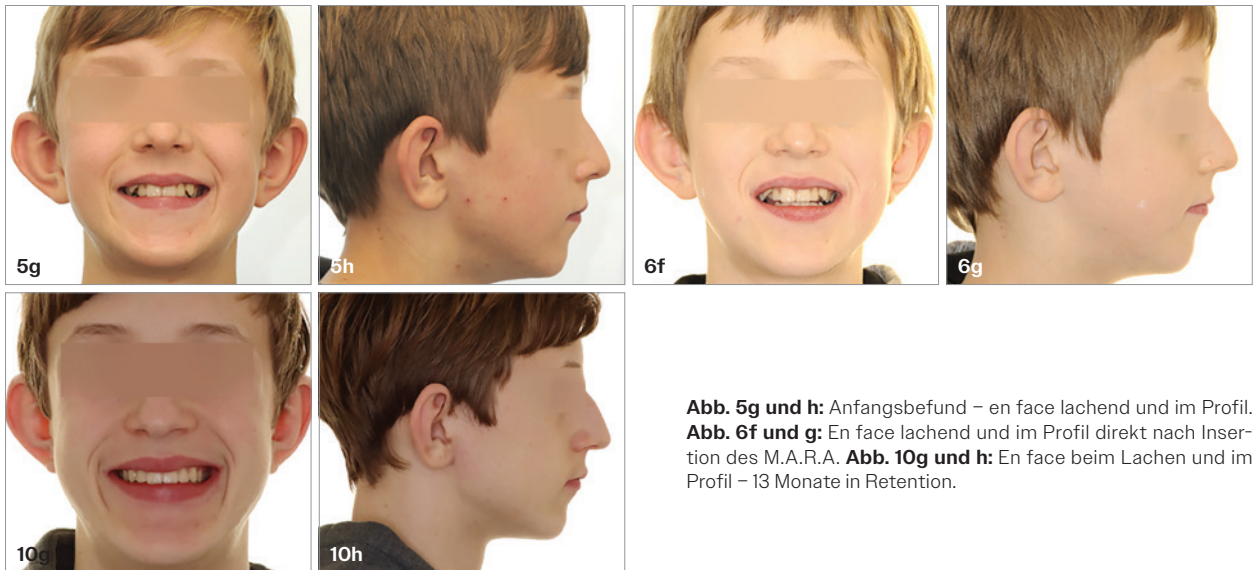 5g
5h
6f
6g
10g
10h
Abb. 5g und h: Anfangsbefund – en face lachend und im Profil.
Abb. 6f und g: En face lachend und im Profil direkt nach Inser-
tion des M.A.R.A. Abb. 10g und h: En face beim Lachen und im
Profil – 13 Monate in Retention.